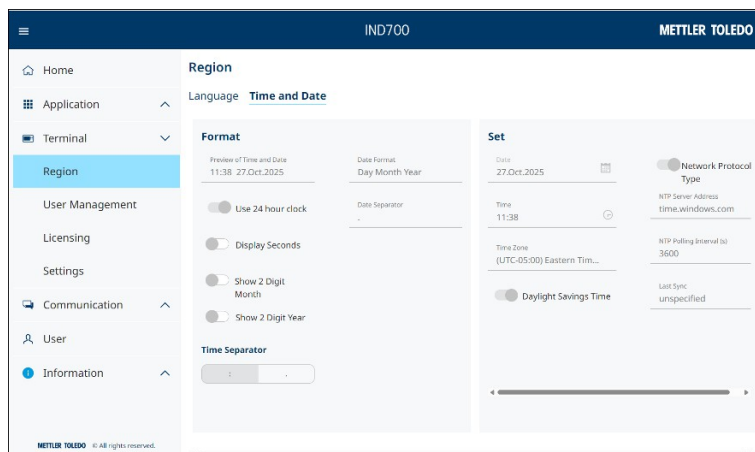 IND700
METTLER TOLEDO
Home
Application
Terminal
Region
User Management
Licensing
Settings
Communication
User
Information
METTLER TOLEDO © All rights reserved.
Region
Language Time and Date
Format
Preview of Time and Date
11:38 27.Oct.2025
Date Format
Day Month Year
Use 24 hour clock
Date Separator
.
Display Seconds
Show 2 Digit
Month
Show 2 Digit Year
Time Separator
: .
Set
Date
27.Oct.2025
Network Protocol
Type
Time
11:38
NTP Server Address
time.windows.com
Time Zone
(UTC-05:00) Eastern Tim...
NTP Polling Interval (s)
3600
Daylight Savings Time
Last Sync
unspecified